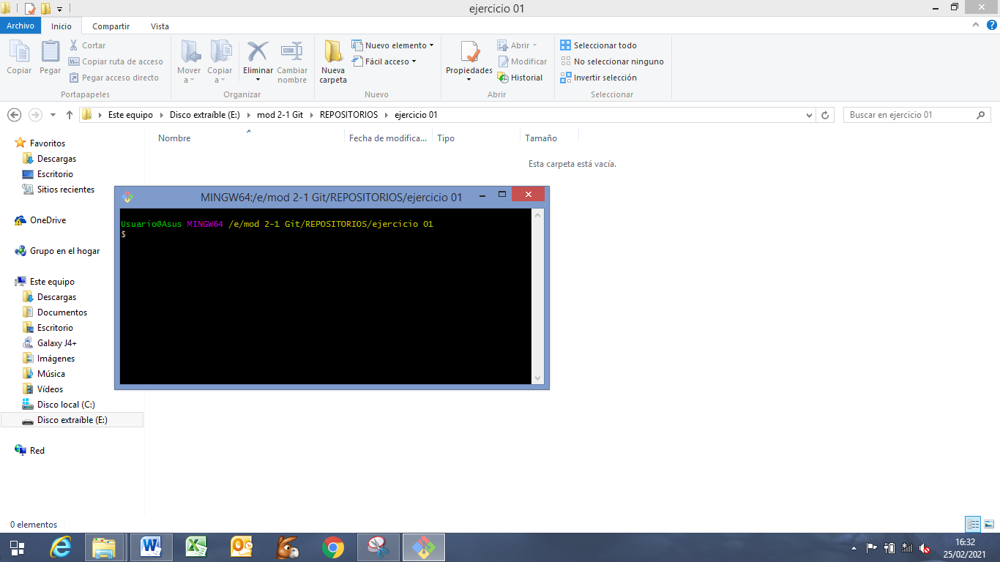 ejercicio 01
Archivo Inicio Compartir Vista
Copiar
Pegar
Cortar
Copiar ruta de acceso
Pegar acceso directo
Portapapeles
Mover a
Copiar a
Eliminar
Cambiar nombre
Organizar
Nueva carpeta
Nuevo elemento
Fácil acceso
Nuevo
Propiedades
Abrir
Modificar
Historial
Abrir
Seleccionar todo
No seleccionar ninguno
Invertir selección
Seleccionar
Este equipo Disco extraíble (E:) mod 2-1 Git REPOSITORIOS ejercicio 01
Buscar en ejercicio 01
Nombre Fecha de modifica... Tipo Tamaño
Esta carpeta está vacía.
Favoritos
Descargas
Escritorio
Sitios recientes
OneDrive
Grupo en el hogar
Este equipo
Descargas
Documentos
Escritorio
Galaxy J4+
Imágenes
Música
Vídeos
Disco local (C:)
Disco extraíble (E:)
Red
MINGW64:/e/mod 2-1 Git/REPOSITORIOS/ejercicio 01
Usuario@Asus MINGW64 /e/mod 2-1 Git/REPOSITORIOS/ejercicio 01
$
0 elementos
16:32
25/02/2021